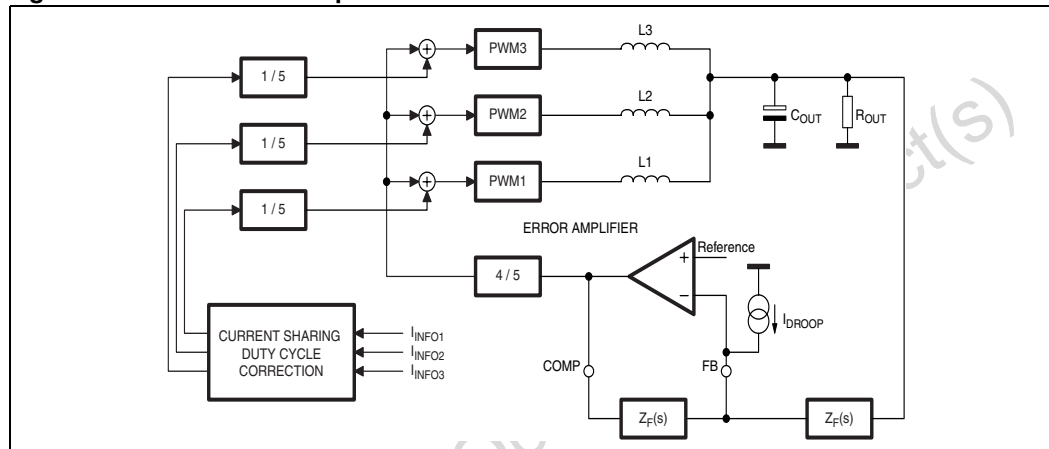 L3
PWM3
1 / 5
L2
PWM2
C_OUT
R_OUT
1 / 5
L1
PWM1
1 / 5
ct(s)
ERROR AMPLIFIER
Reference
+
−
4 / 5
I_DROOP
CURRENT SHARING
DUTY CYCLE
CORRECTION
I_INFO1
I_INFO2
I_INFO3
COMP
FB
Z_F(s)
Z_F(s)